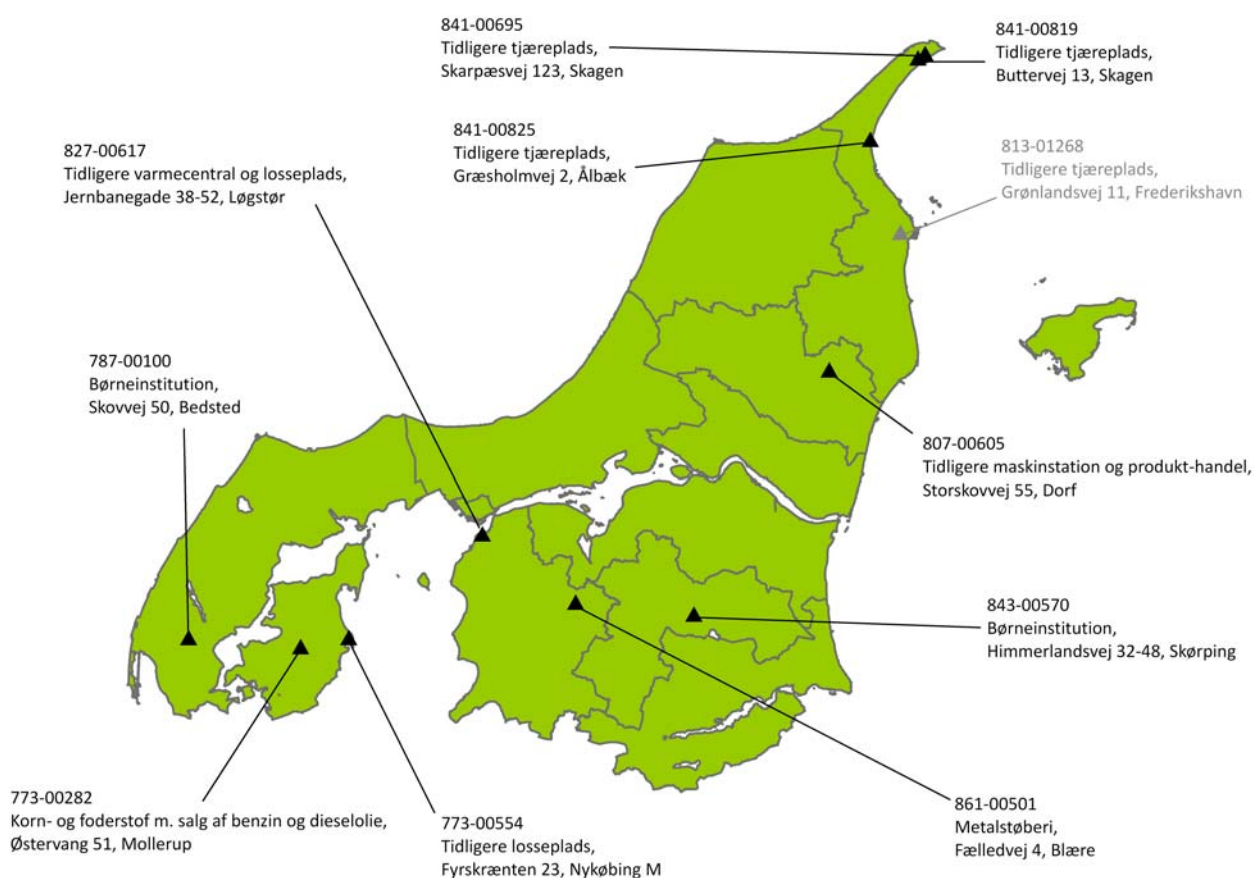 841-00695
Tidligere tjæreplads,
Skarpæsvej 123, Skagen
841-00819
Tidligere tjæreplads,
Buttervej 13, Skagen
841-00825
Tidligere tjæreplads,
Græsholmvej 2, Ålbæk
813-01268
Tidligere tjæreplads,
Grønlandsvej 11, Frederikshavn
827-00617
Tidligere varmecentral og losseplads,
Jernbanegade 38-52, Løgstør
787-00100
Børneinstitution,
Skovvej 50, Bedsted
807-00605
Tidligere maskinstation og produkt-handel,
Storskovvej 55, Dorf
843-00570
Børneinstitution,
Himmerlandsvej 32-48, Skørping
773-00282
Korn- og foderstof m. salg af benzin og dieselolie,
Østervang 51, Mollerup
773-00554
Tidligere losseplads,
Fyrskrænten 23, Nykøbing M
861-00501
Metalstøberi,
Fælledvej 4, Blære